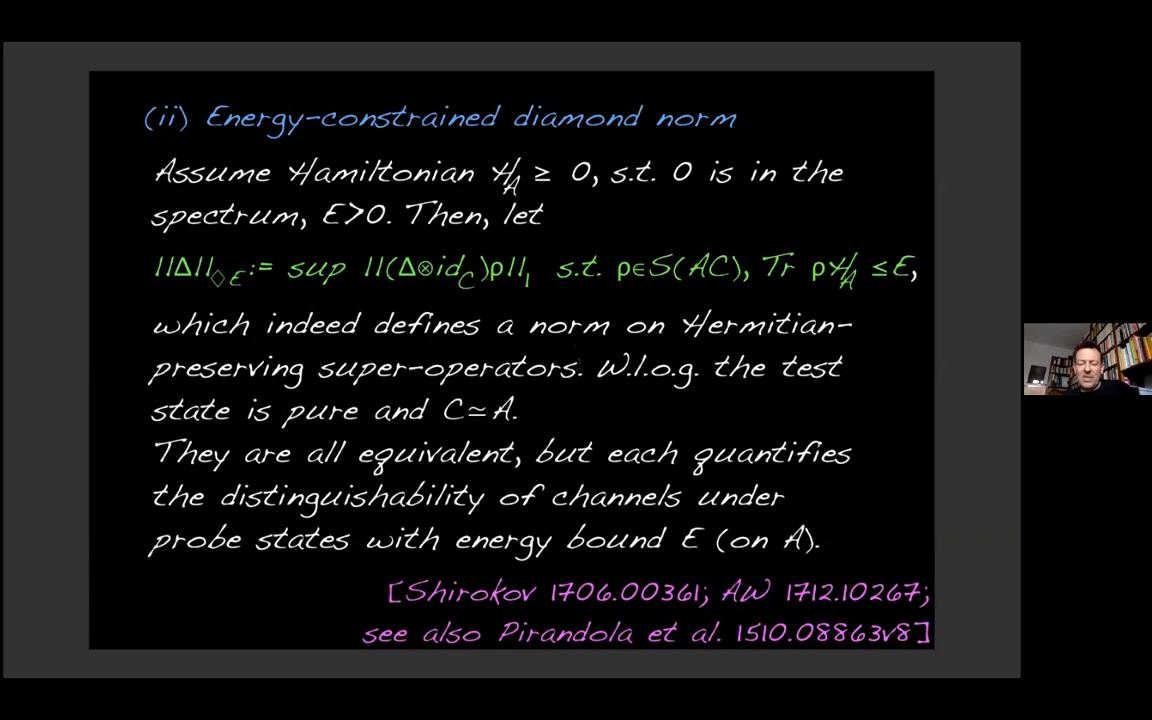 (ii) Energy-constrained diamond norm
Assume Hamiltonian H_A ≥ 0, s.t. 0 is in the
spectrum, E>0. Then, let
||Δ||_◇E := sup ||(Δ⊗id_C)ρ||_1 s.t. ρ∈S(AC), Tr ρH_A ≤E,
which indeed defines a norm on Hermitian-
preserving super-operators. W.l.o.g. the test
state is pure and C≃A.
They are all equivalent, but each quantifies
the distinguishability of channels under
probe states with energy bound E (on A).
[Shirokov 1706.00361; AW 1712.10267;
see also Pirandola et al. 1510.08863v8]